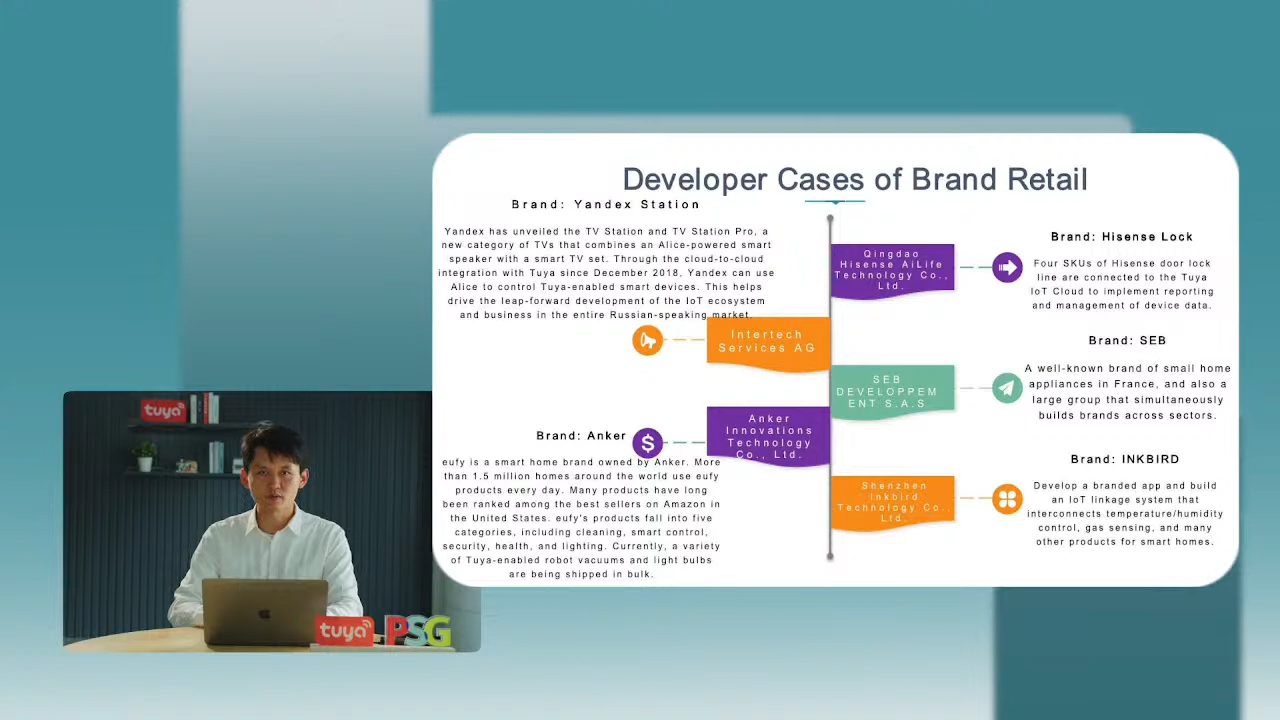 Developer Cases of Brand Retail
Brand: Yandex Station
Yandex has unveiled the TV Station and TV Station Pro, a
new category of TVs that combines an Alice-powered smart
speaker with a smart TV set. Through the cloud-to-cloud
integration with Tuya since December 2018, Yandex can use
Alice to control Tuya-enabled smart devices. This helps
drive the leap-forward development of the IoT ecosystem
and business in the entire Russian-speaking market.
Intertech
Services AG
Brand: Anker
eufy is a smart home brand owned by Anker. More
than 1.5 million homes around the world use eufy
products every day. Many products have long
been ranked among the best sellers on Amazon in
the United States. eufy's products fall into five
categories, including cleaning, smart control,
security, health, and lighting. Currently, a variety
of Tuya-enabled robot vacuums and light bulbs
are being shipped in bulk.
$
Anker
Innovations
Technology
Co., Ltd.
Qingdao
Hisense AiLife
Technology Co.,
Ltd.
Brand: Hisense Lock
Four SKUs of Hisense door lock
line are connected to the Tuya
IoT Cloud to implement reporting
and management of device data.
SEB
DEVELOPPEM
ENT S.A.S
Brand: SEB
A well-known brand of small home
appliances in France, and also a
large group that simultaneously
builds brands across sectors.
Shenzhen
Inkbird
Technology Co.,
Ltd.
Brand: INKBIRD
Develop a branded app and build
an IoT linkage system that
interconnects temperature/humidity
control, gas sensing, and many
other products for smart homes.
tuya
tuya
PSG